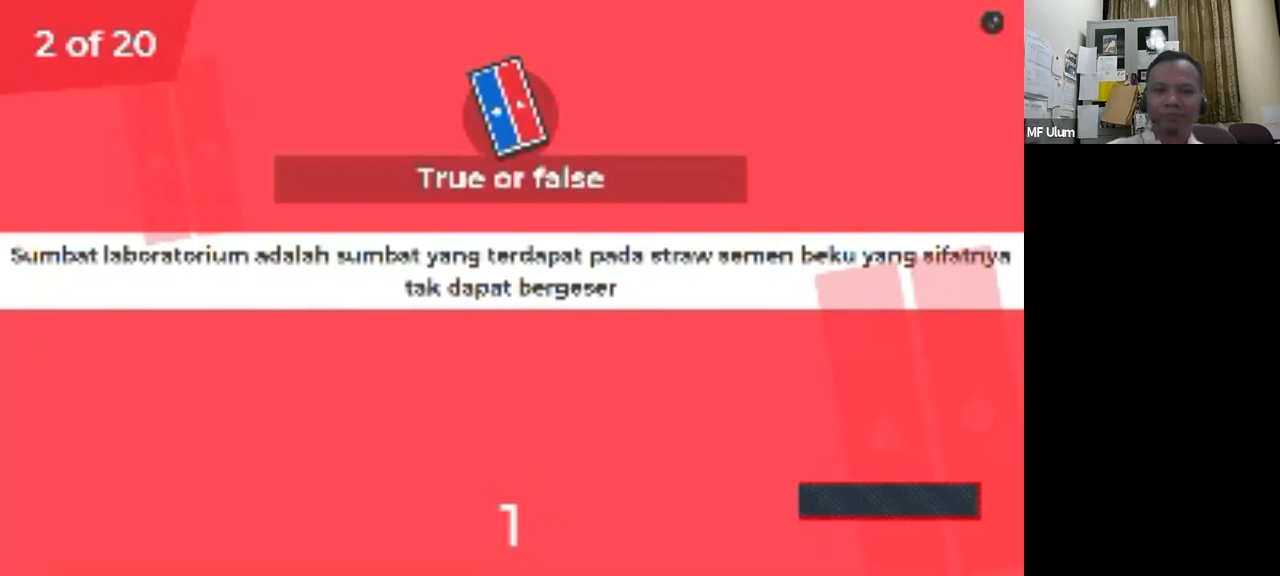 2 of 20
True or false
Sumbat laboratorium adalah sumbat yang terdapat pada straw semen beku yang sifatnya
tak dapat bergeser
1
MF Ulum